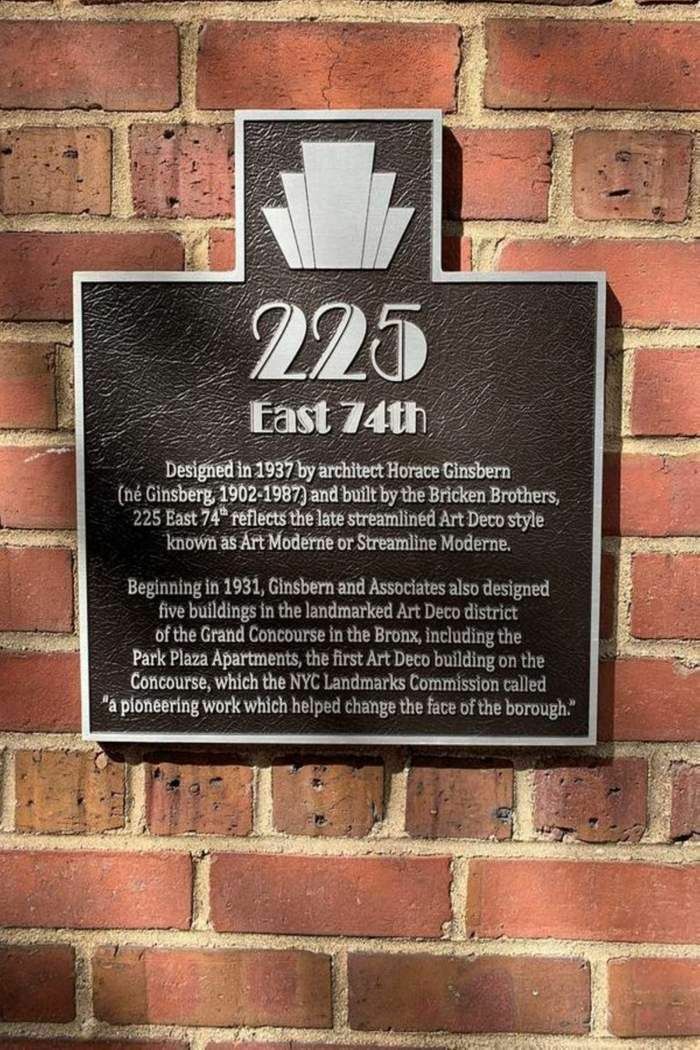 225
East 74th
Designed in 1937 by architect Horace Ginsbern
(né Ginsberg, 1902-1987) and built by the Bricken Brothers,
225 East 74th reflects the late streamlined Art Deco style
known as Art Moderne or Streamline Moderne.
Beginning in 1931, Ginsbern and Associates also designed
five buildings in the landmarked Art Deco district
of the Grand Concourse in the Bronx, including the
Park Plaza Apartments, the first Art Deco building on the
Concourse, which the NYC Landmarks Commission called
"a pioneering work which helped change the face of the borough."